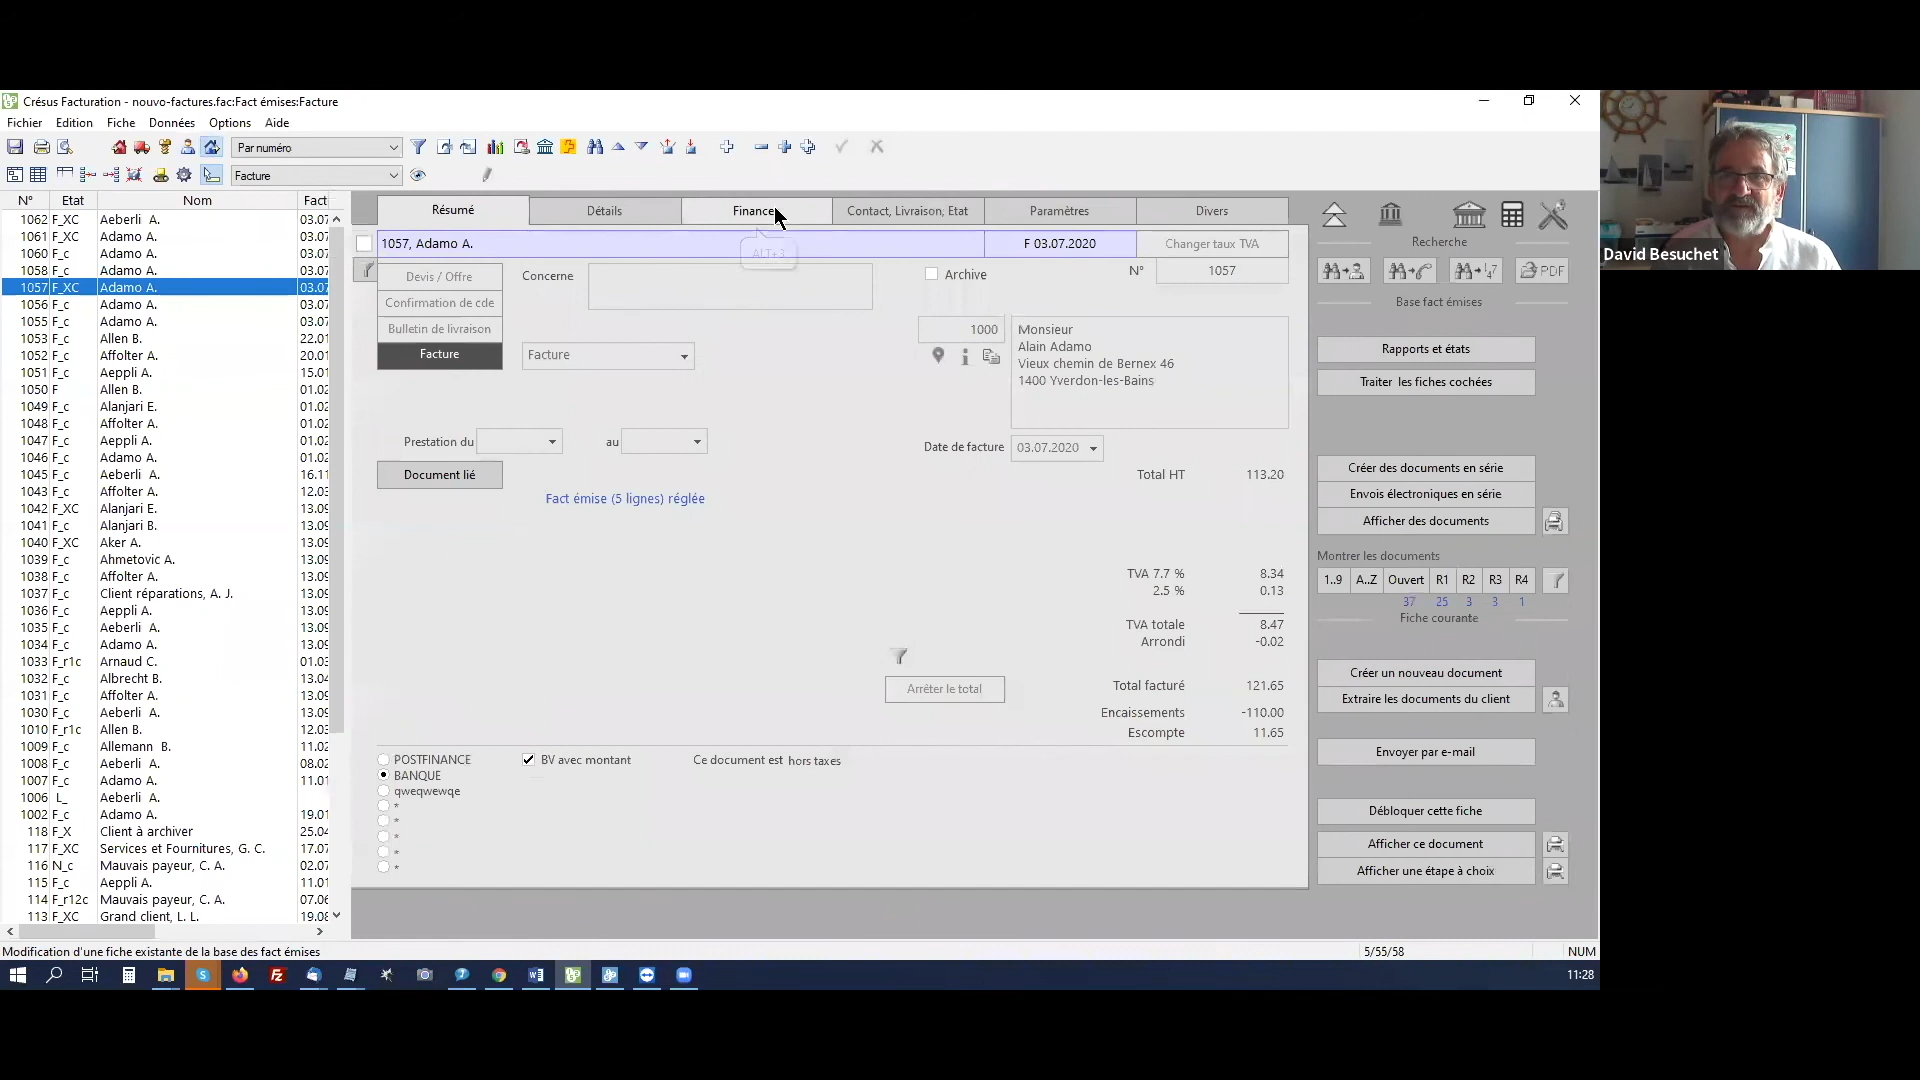 Crésus Facturation - nouvo-factures.fac:Fact émises:Facture
Fichier Edition Fiche Données Options Aide
Par numéro
Facture
N° Etat Nom Fact
1062 F_XC Aeberli A. 03.07
1061 F_XC Adamo A. 03.07
1060 F_c Adamo A. 03.07
1058 F_c Adamo A. 03.07
1057 F_XC Adamo A. 03.07
1056 F_c Adamo A. 03.07
1055 F_c Adamo A. 03.07
1053 F_c Allen B. 22.01
1052 F_c Affolter A. 20.01
1051 F_c Aeppli A. 15.01
1050 F Allen B. 01.02
1049 F_c Alanjari E. 01.02
1048 F_c Affolter A. 01.02
1047 F_c Aeppli A. 01.02
1046 F_c Adamo A. 01.02
1045 F_c Aeberli A. 16.11
1043 F_c Affolter A. 12.03
1042 F_XC Alanjari E. 13.09
1041 F_c Alanjari B. 13.09
1040 F_XC Aker A. 13.09
1039 F_c Ahmetovic A. 13.09
1038 F_c Affolter A. 13.09
1037 F_c Client réparations, A. J. 13.09
1036 F_c Aeppli A. 13.09
1035 F_c Aeberli A. 13.09
1034 F_c Adamo A. 13.09
1033 F_r1c Arnaud C. 01.03
1032 F_c Albrecht B. 13.04
1031 F_c Affolter A. 13.09
1030 F_c Aeberli A. 13.09
1010 F_r1c Allen B. 12.03
1009 F_c Allemann B. 11.02
1008 F_c Aeberli A. 08.02
1007 F_c Adamo A. 11.01
1006 L_ Aeberli A.
1002 F_c Adamo A. 19.01
118 F_X Client à archiver 25.04
117 F_XC Services et Fournitures, G. C. 17.07
116 N_c Mauvais payeur, C. A. 02.07
115 F_c Aeppli A. 11.01
114 F_r12c Mauvais payeur, C. A. 07.06
113 F_XC Grand client, L. L. 19.08
Résumé Détails Finance Contact, Livraison, Etat Paramètres Divers
1057, Adamo A. F 03.07.2020 Changer taux TVA
ALT+3
Devis / Offre Concerne Archive N° 1057
Confirmation de cde
Bulletin de livraison
Facture Facture
1000 Monsieur
Alain Adamo
Vieux chemin de Bernex 46
1400 Yverdon-les-Bains
Prestation du au
Date de facture 03.07.2020
Document lié
Total HT 113.20
Fact émise (5 lignes) réglée
TVA 7.7 % 8.34
2.5 % 0.13
TVA totale 8.47
Arrondi -0.02
Arrêter le total
Total facturé 121.65
Encaissements -110.00
Escompte 11.65
POSTFINANCE
BANQUE
qweqwewqe
*
*
*
*
*
BV avec montant
Ce document est hors taxes
Recherche
PDF
Base fact émises
Rapports et états
Traiter les fiches cochées
Créer des documents en série
Envois électroniques en série
Afficher des documents
Montrer les documents
1..9 A..Z Ouvert R1 R2 R3 R4
37 25 3 3 1
Fiche courante
Créer un nouveau document
Extraire les documents du client
Envoyer par e-mail
Débloquer cette fiche
Afficher ce document
Afficher une étape à choix
Modification d'une fiche existante de la base des fact émises
5/55/58 NUM
11:28
David Besuchet